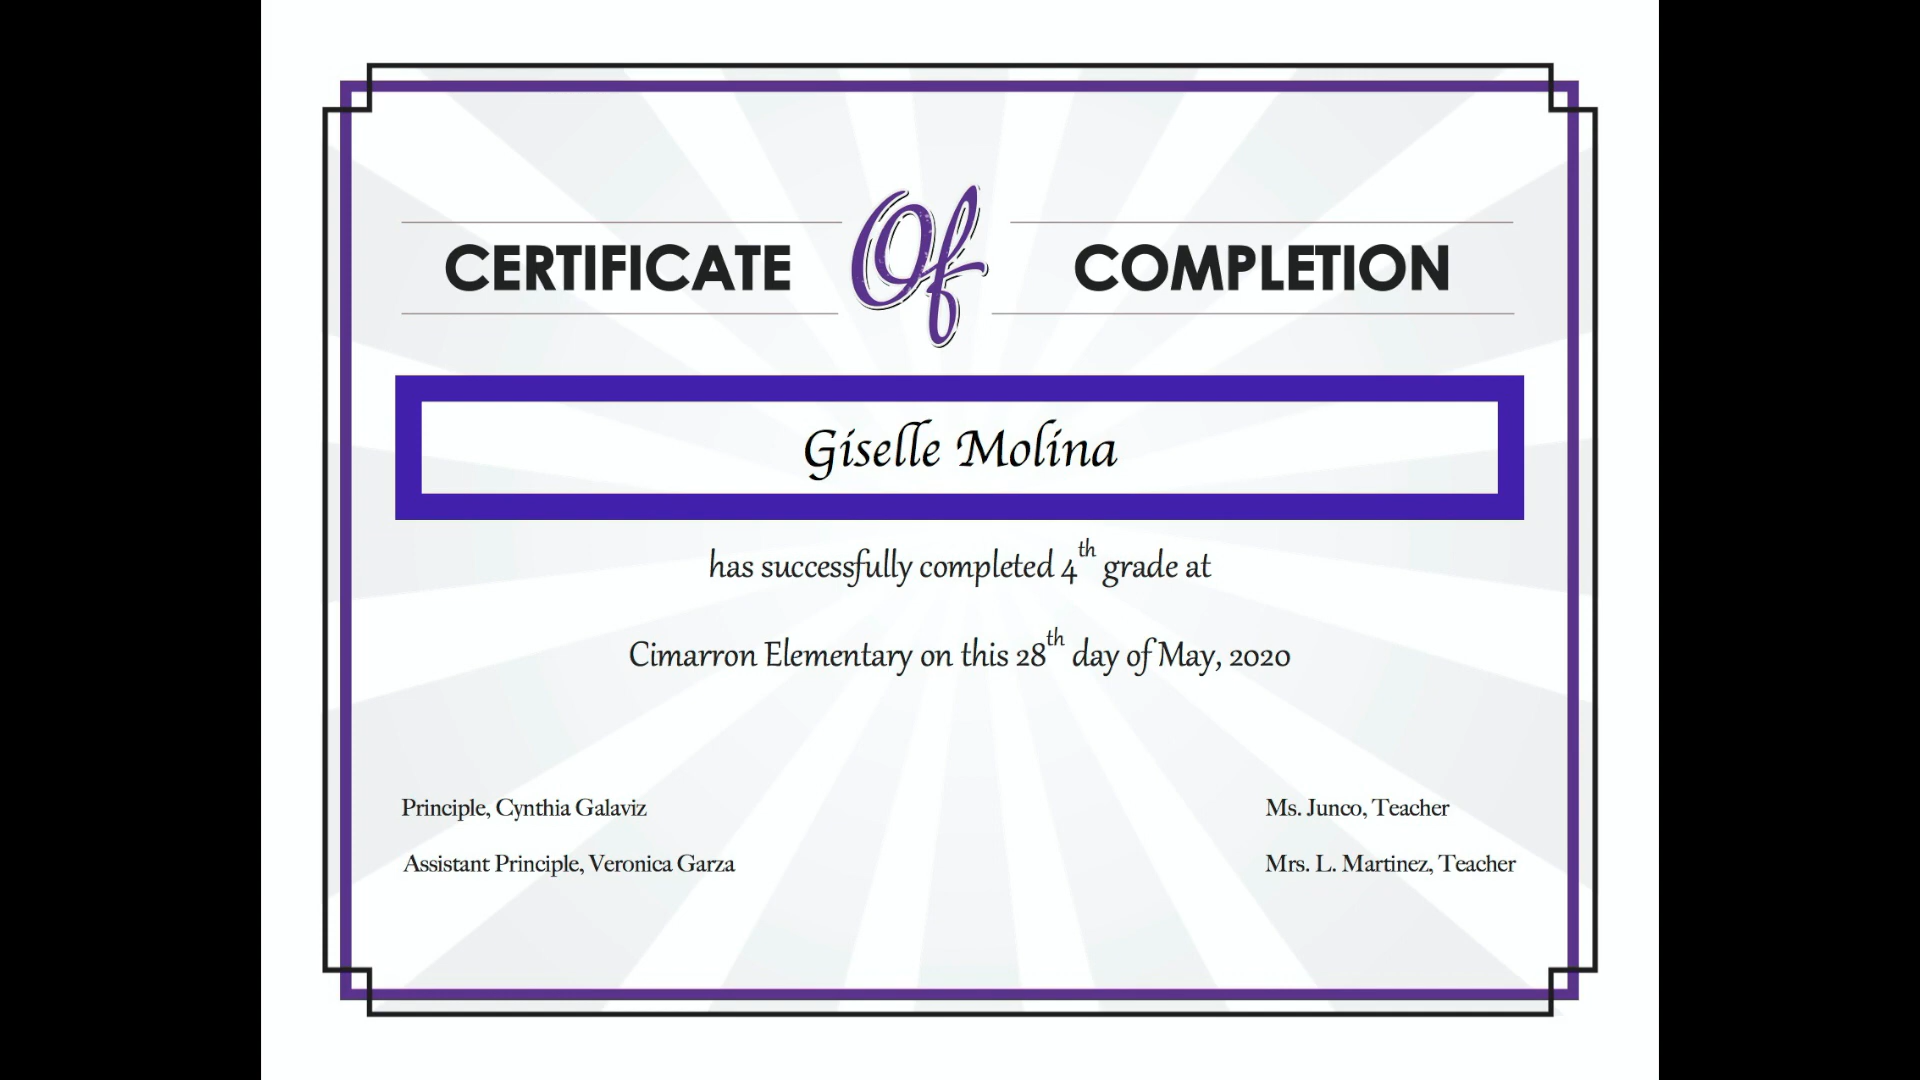 CERTIFICATE Of COMPLETION
Giselle Molina
has successfully completed 4th grade at
Cimarron Elementary on this 28th day of May, 2020
Principle, Cynthia Galaviz
Ms. Junco, Teacher
Assistant Principle, Veronica Garza
Mrs. L. Martinez, Teacher